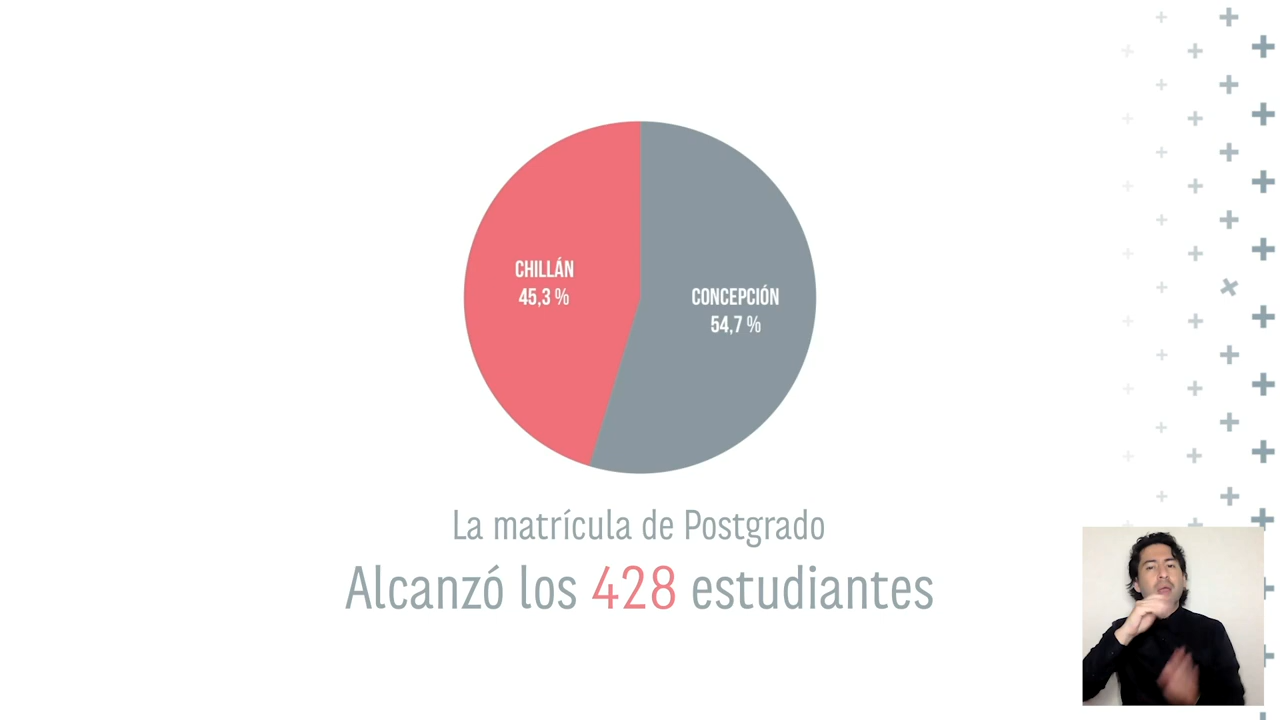 CHILLÁN
45,3 %
CONCEPCIÓN
54,7 %
La matrícula de Postgrado
Alcanzó los 428 estudiantes